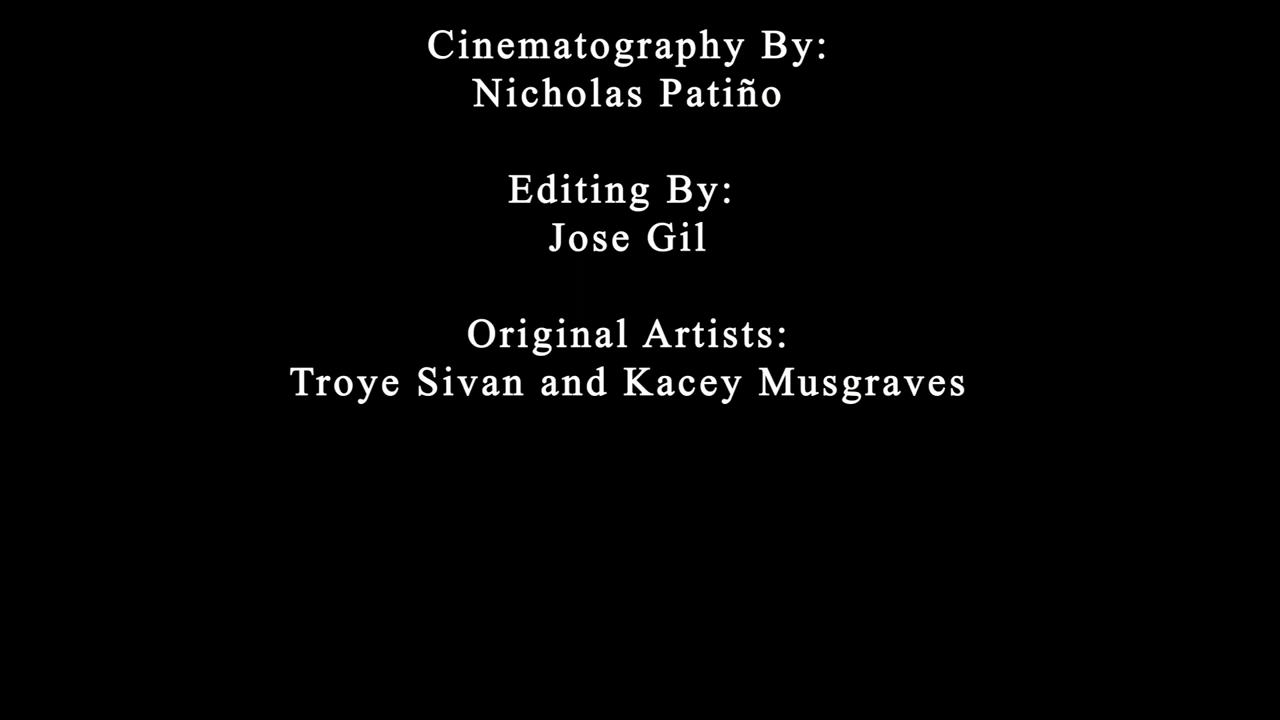 Cinematography By:
Nicholas Patiño
Editing By:
Jose Gil
Original Artists:
Troye Sivan and Kacey Musgraves